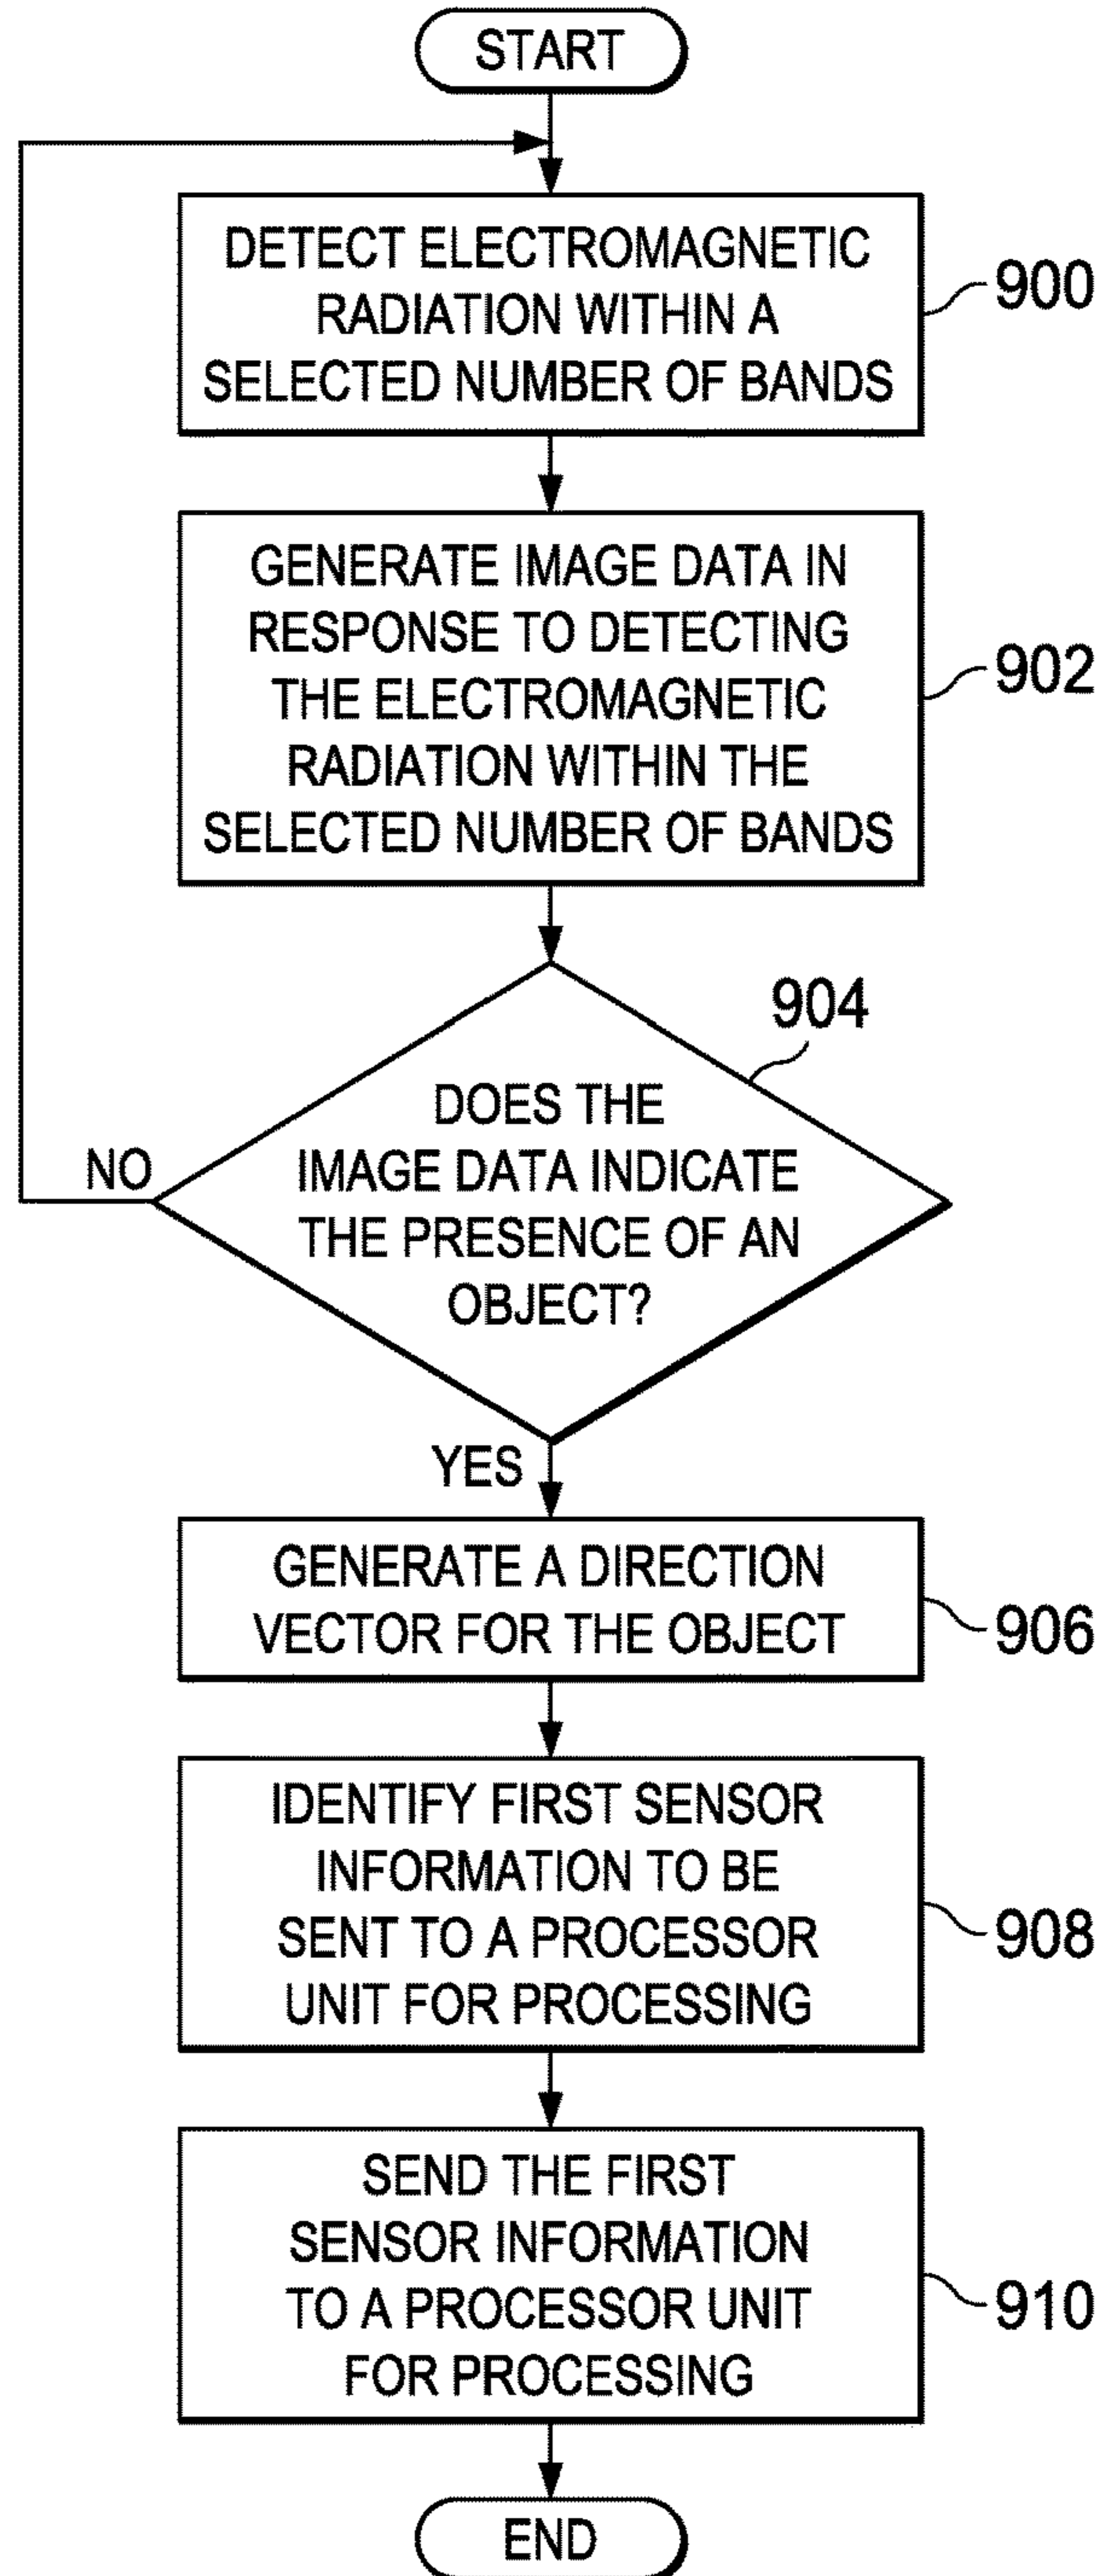 START
DETECT ELECTROMAGNETIC
RADIATION WITHIN A
SELECTED NUMBER OF BANDS
900
GENERATE IMAGE DATA IN
RESPONSE TO DETECTING
THE ELECTROMAGNETIC
RADIATION WITHIN THE
SELECTED NUMBER OF BANDS
902
904
DOES THE
IMAGE DATA INDICATE
THE PRESENCE OF AN
OBJECT?
NO
YES
GENERATE A DIRECTION
VECTOR FOR THE OBJECT
906
IDENTIFY FIRST SENSOR
INFORMATION TO BE
SENT TO A PROCESSOR
UNIT FOR PROCESSING
908
SEND THE FIRST
SENSOR INFORMATION
TO A PROCESSOR UNIT
FOR PROCESSING
910
END